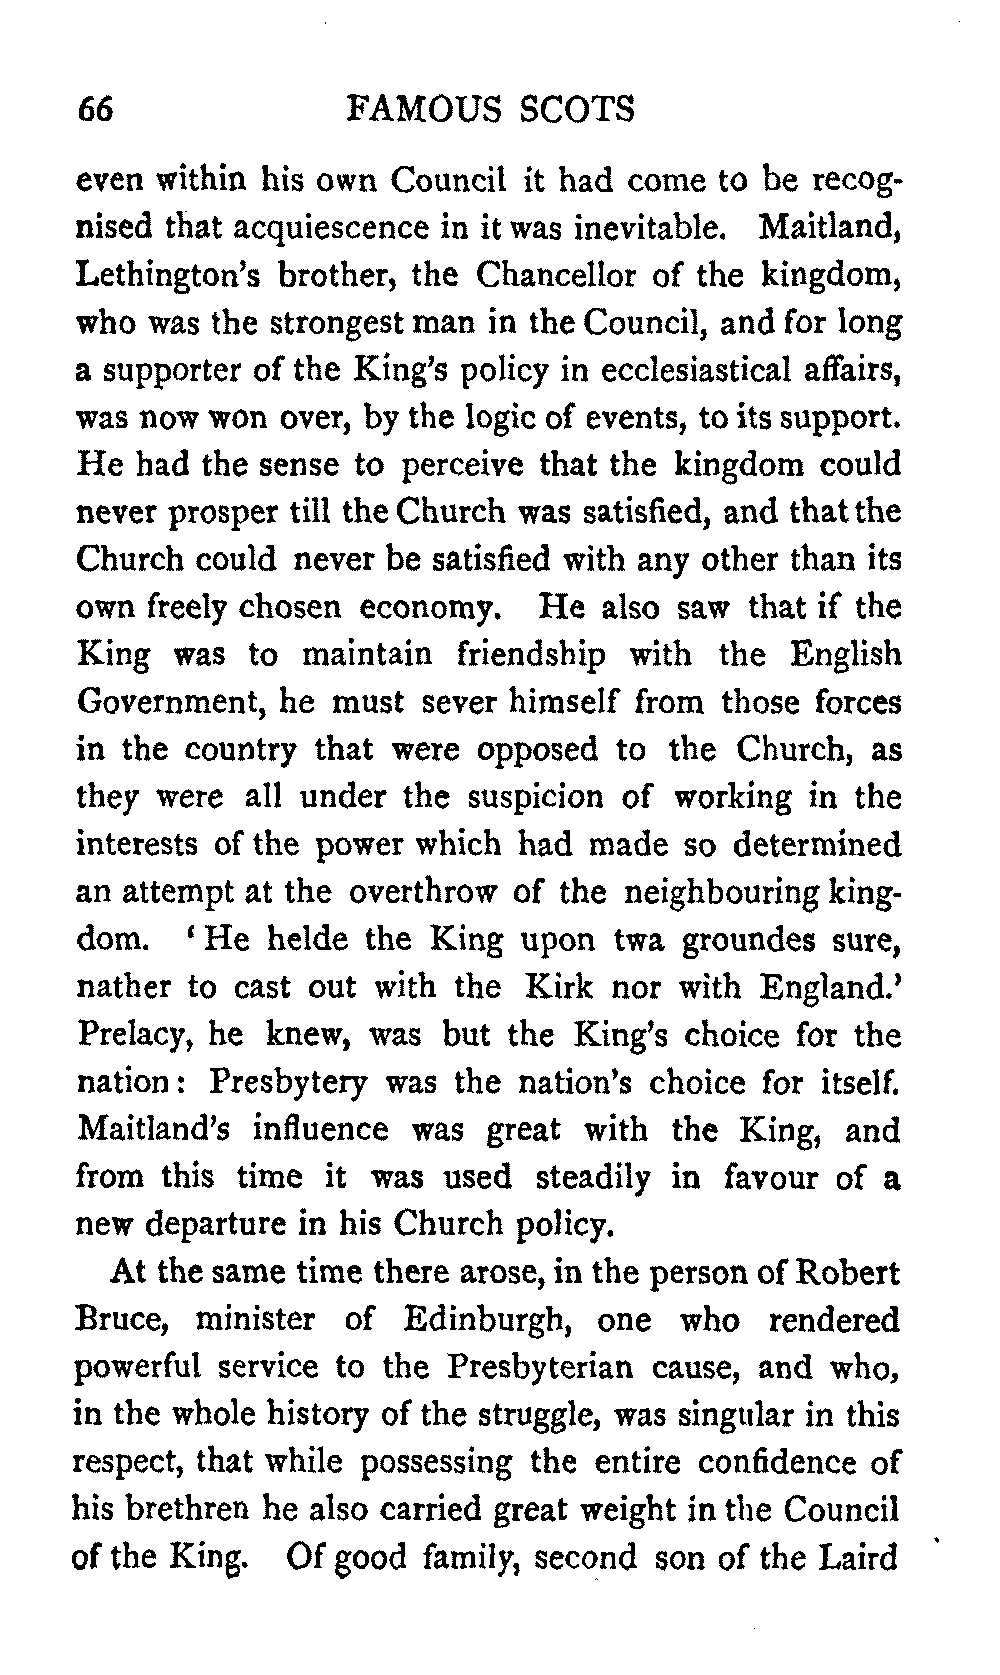 66 FAMOUS SCOTS
even within his own Council it had come to be recog-
nised that acquiescence in it was inevitable. Maitland,
Lethington's brother, the Chancellor of the kingdom,
who was the strongest man in the Council, and for long
a supporter of the King's policy in ecclesiastical affairs,
was now won over, by the logic of events, to its support.
He had the sense to perceive that the kingdom could
never prosper till the Church was satisfied, and that the
Church could never be satisfied with any other than its
own freely chosen economy. He also saw that if the
King was to maintain friendship with the English
Government, he must sever himself from those forces
in the country that were opposed to the Church, as
they were all under the suspicion of working in the
interests of the power which had made so determined
an attempt at the overthrow of the neighbouring king-
dom. ‘He helde the King upon twa groundes sure,
nather to cast out with the Kirk nor with England.’
Prelacy, he knew, was but the King's choice for the
nation: Presbytery was the nation's choice for itself.
Maitland's influence was great with the King, and
from this time it was used steadily in favour of a
new departure in his Church policy.
At the same time there arose, in the person of Robert
Bruce, minister of Edinburgh, one who rendered
powerful service to the Presbyterian cause, and who,
in the whole history of the struggle, was singular in this
respect, that while possessing the entire confidence of
his brethren he also carried great weight in the Council
of the King. Of good family, second son of the Laird